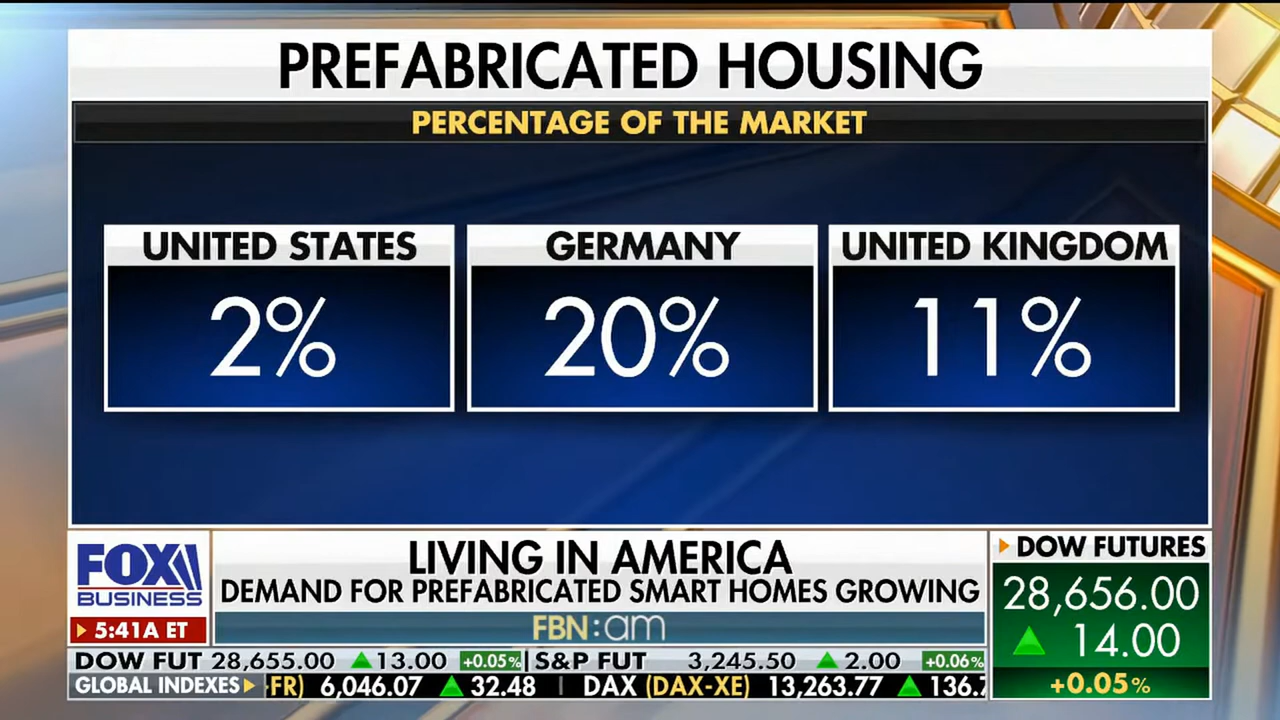 PREFABRICATED HOUSING
PERCENTAGE OF THE MARKET
UNITED STATES
2%
GERMANY
20%
UNITED KINGDOM
11%
FOX
BUSINESS
5:41A ET
LIVING IN AMERICA
DEMAND FOR PREFABRICATED SMART HOMES GROWING
FBN:am
DOW FUTURES
28,656.00
▲ 14.00
+0.05%
DOW FUT 28,655.00 ▲13.00 +0.05% S&P FUT 3,245.50 ▲ 2.00 +0.06%
GLOBAL INDEXES FR) 6,046.07 ▲ 32.48 | DAX (DAX-XE) 13,263.77 ▲ 136.